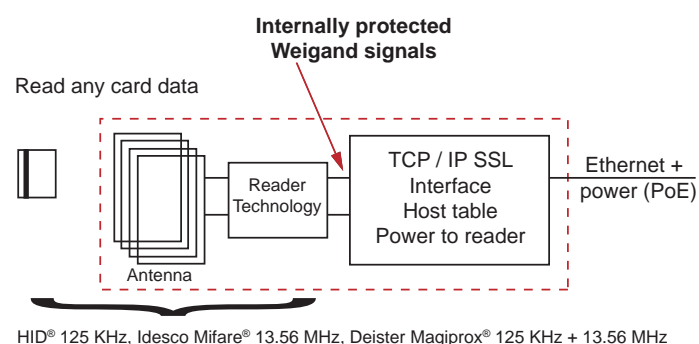 Internally protected
Weigand signals
Read any card data
Antenna
Reader
Technology
TCP / IP SSL
Interface
Host table
Power to reader
Ethernet +
power (PoE)
HID® 125 KHz, Idesco Mifare® 13.56 MHz, Deister Magiprox® 125 KHz + 13.56 MHz